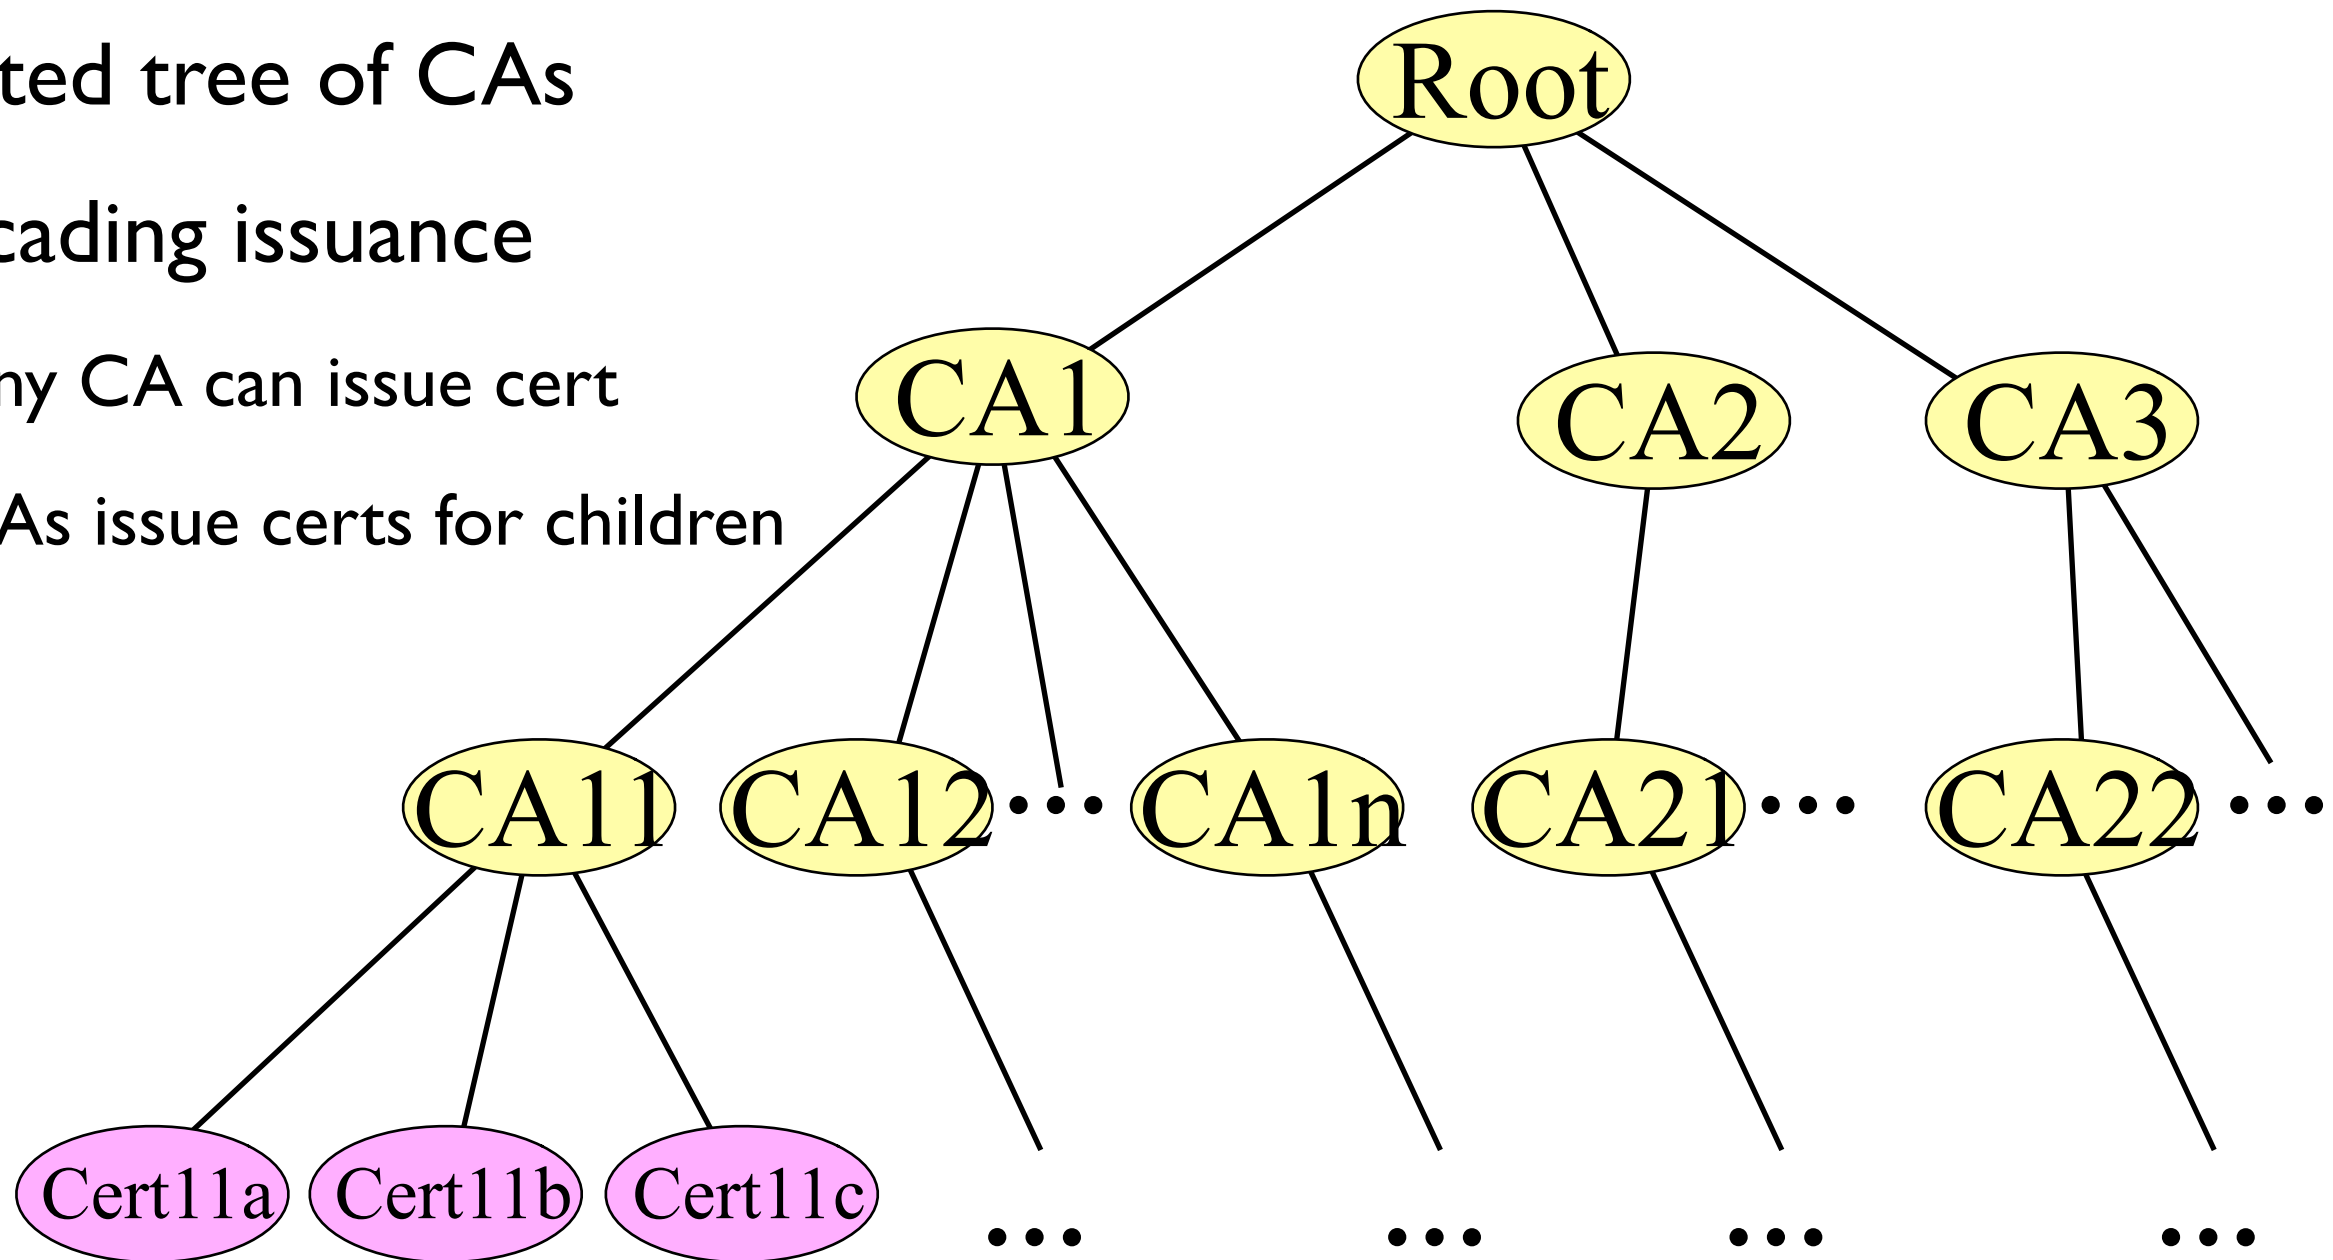 ted tree of CAs
Root
cading issuance
ny CA can issue cert
CA1
CA2
CA3
As issue certs for children
CA11
CA12
...
CA1n
CA21
...
CA22
...
Cert11a
Cert11b
Cert11c
...
...
...
...